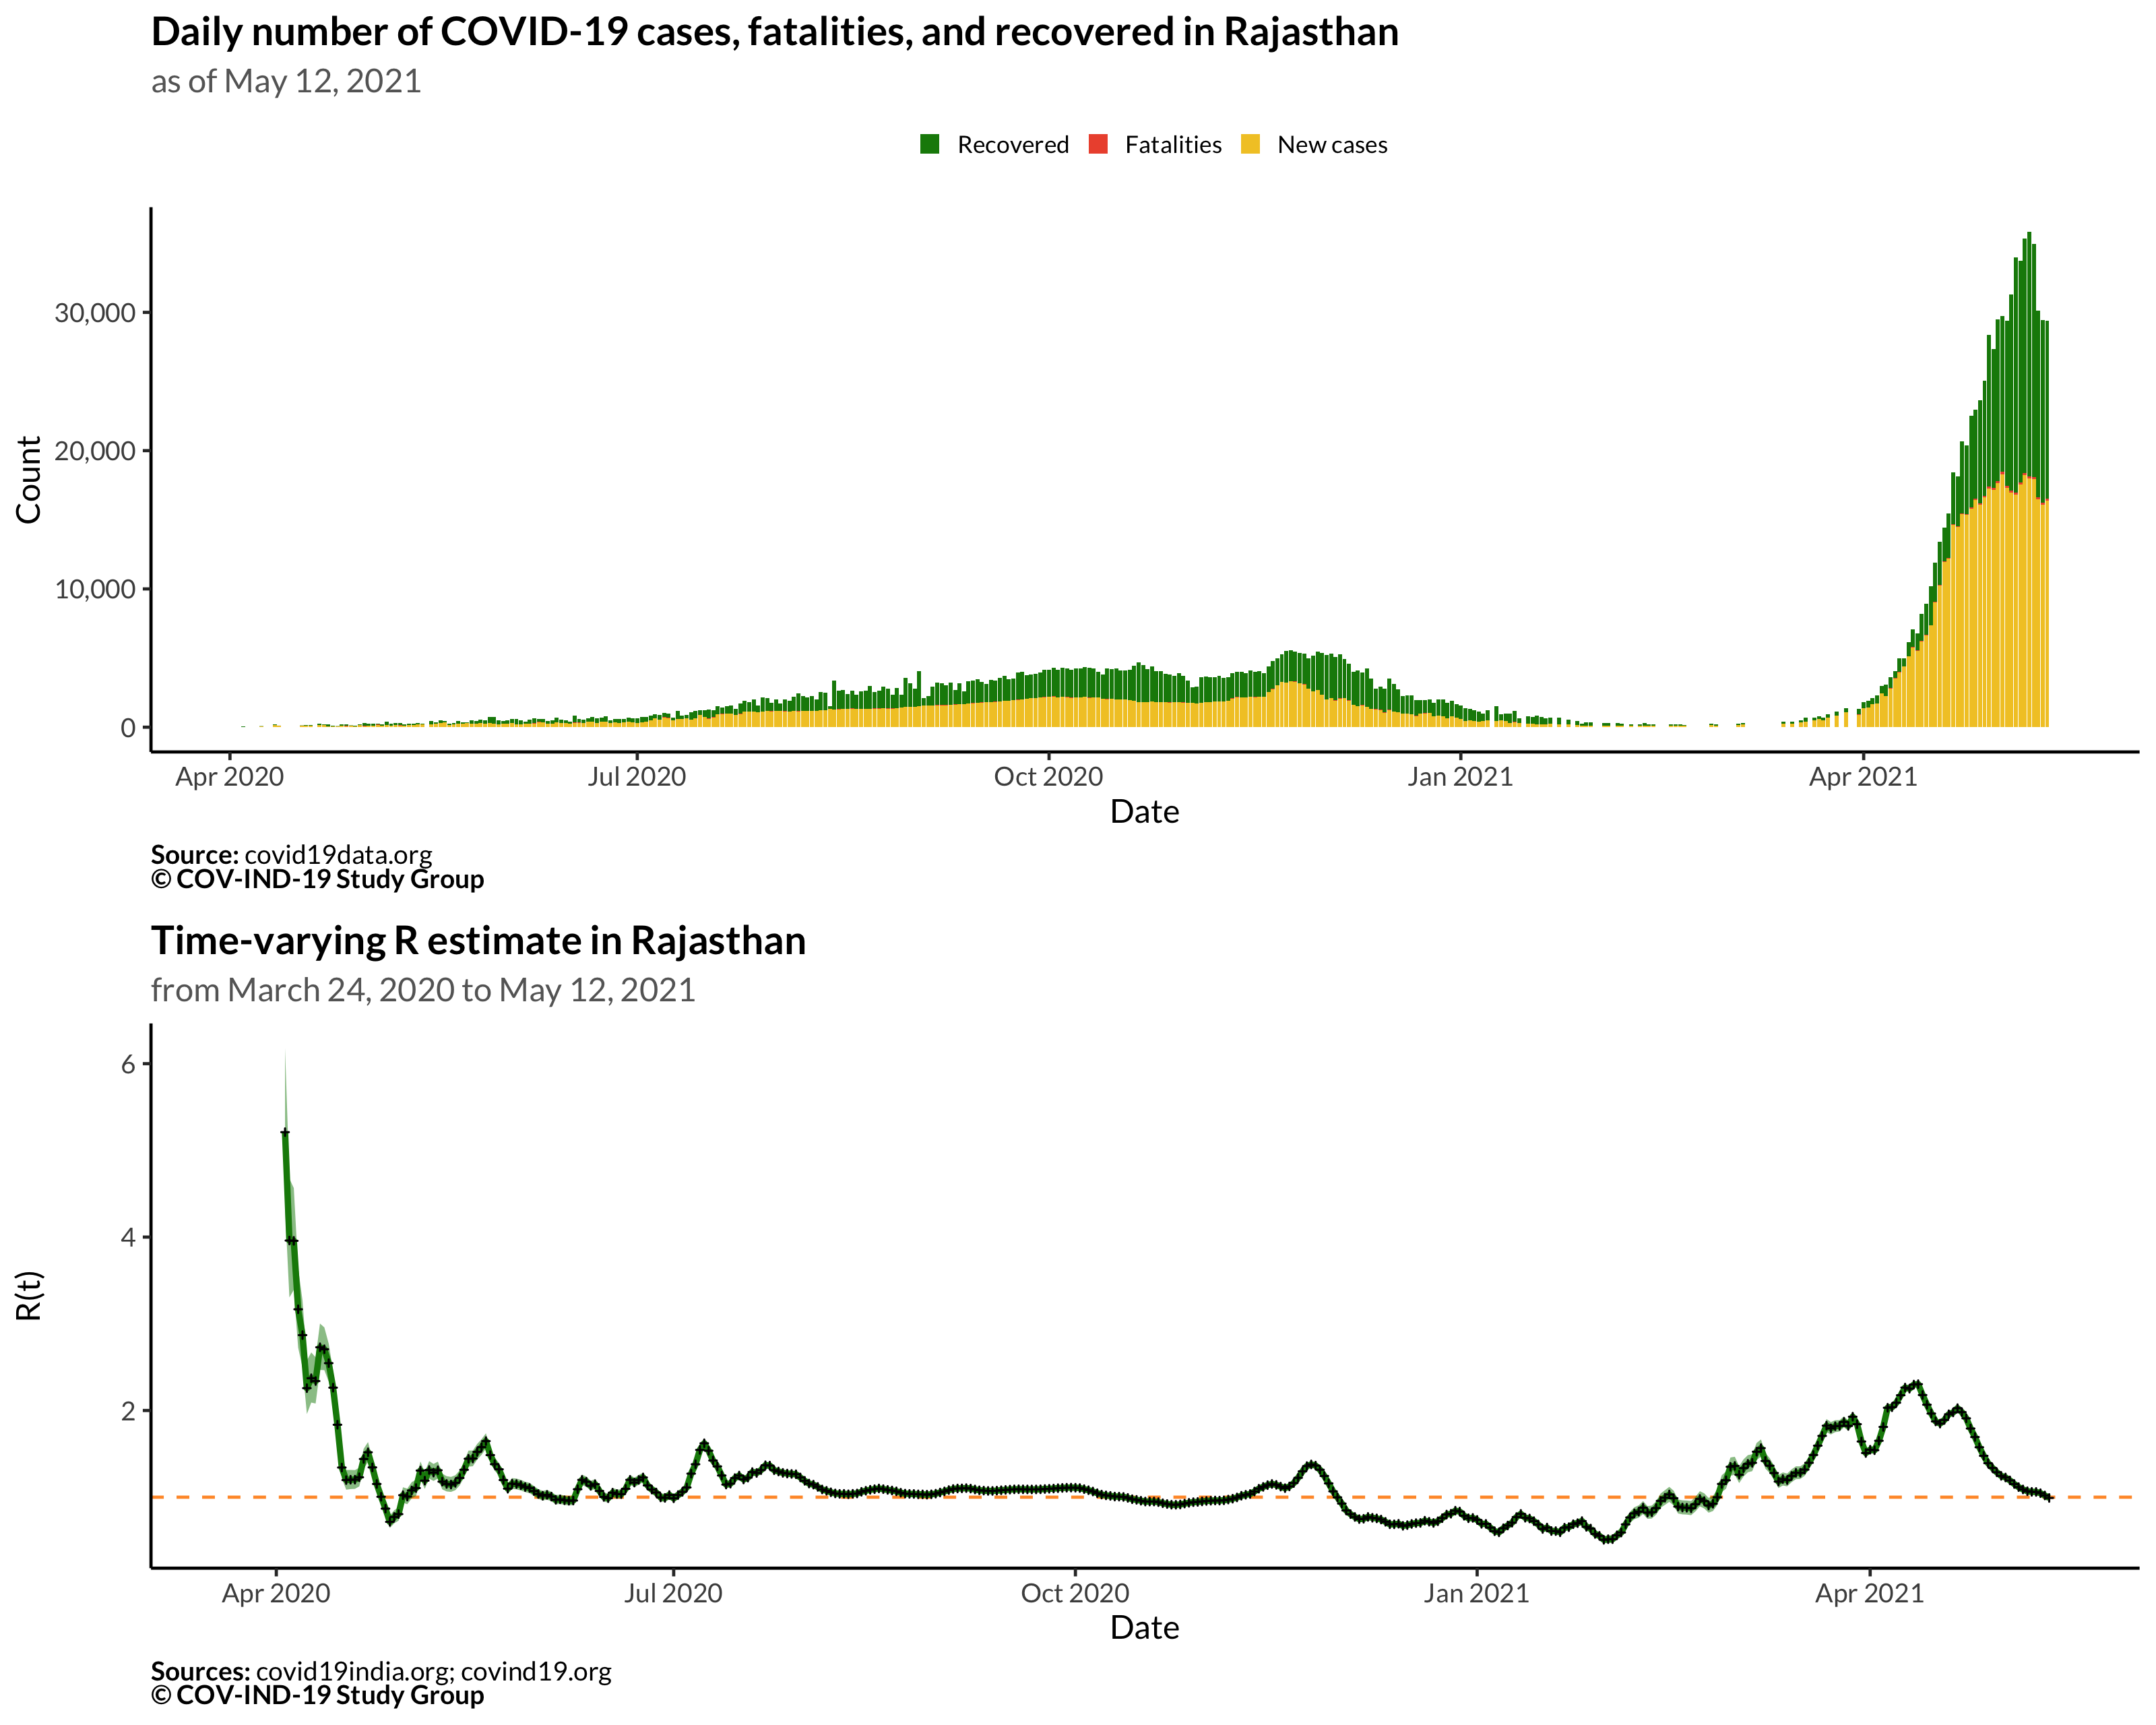 Daily number of COVID-19 cases, fatalities, and recovered in Rajasthan
as of May 12, 2021
Recovered Fatalities New cases
Count
30,000
20,000
10,000
0
Apr 2020 Jul 2020 Oct 2020 Jan 2021 Apr 2021
Date
Source: covid19data.org
© COV-IND-19 Study Group
Time-varying R estimate in Rajasthan
from March 24, 2020 to May 12, 2021
R(t)
6
4
2
Apr 2020 Jul 2020 Oct 2020 Jan 2021 Apr 2021
Date
Sources: covid19india.org; covind19.org
© COV-IND-19 Study Group